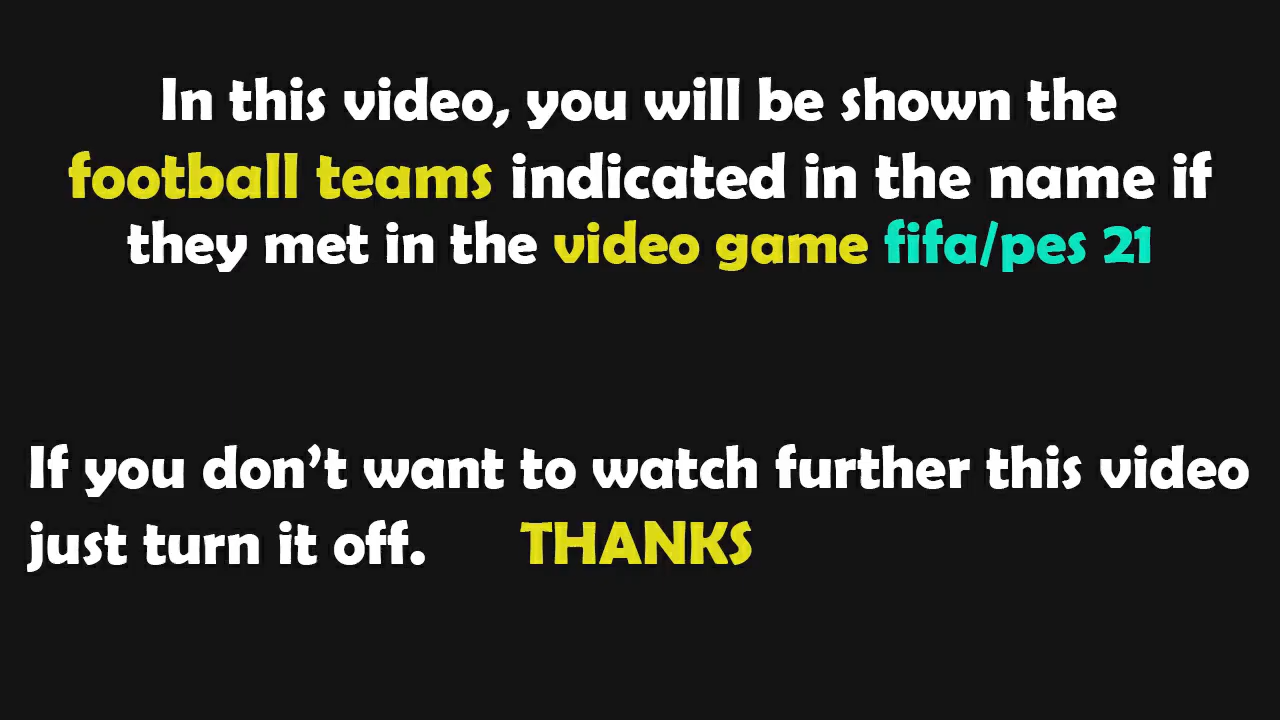 In this video, you will be shown the
football teams indicated in the name if
they met in the video game fifa/pes 21
If you don’t want to watch further this video
just turn it off. THANKS